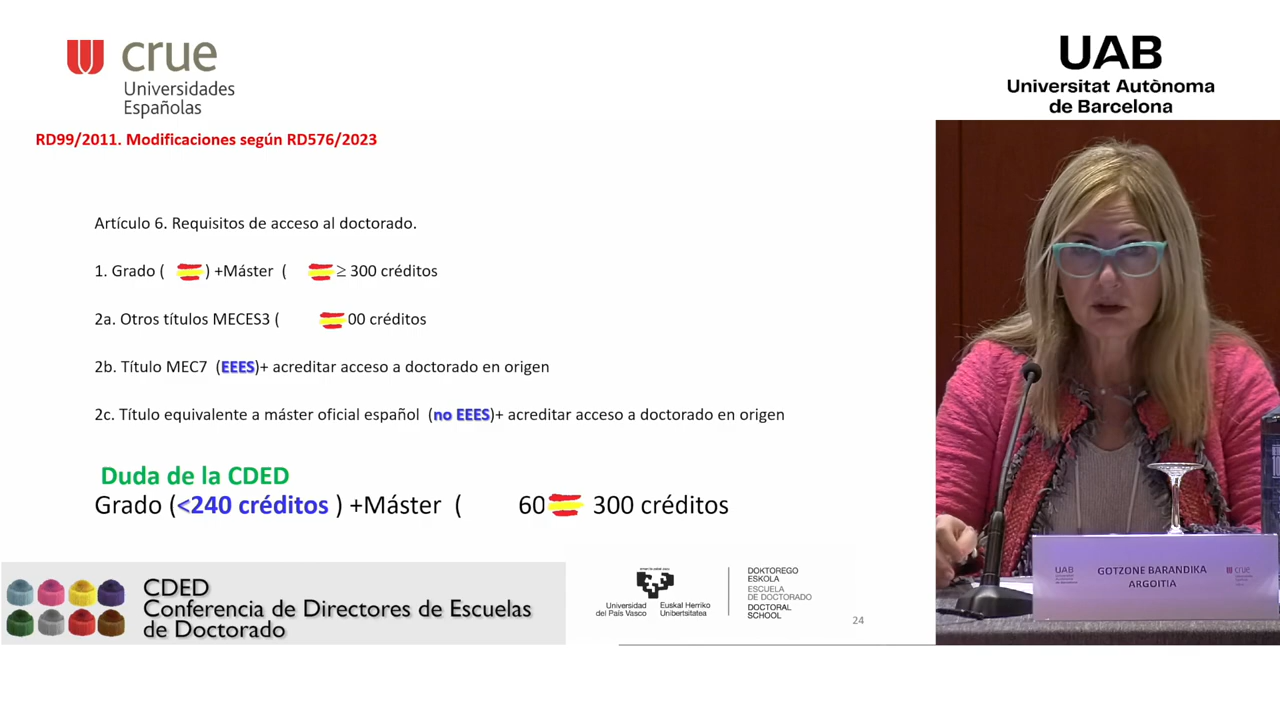 crue
Universidades
Españolas
UAB
Universitat Autònoma
de Barcelona
RD99/2011. Modificaciones según RD576/2023
Artículo 6. Requisitos de acceso al doctorado.
1. Grado ( ) +Máster ( ≥ 300 créditos
2a. Otros títulos MECES3 ( 00 créditos
2b. Título MEC7 (EEES)+ acreditar acceso a doctorado en origen
2c. Título equivalente a máster oficial español (no EEES)+ acreditar acceso a doctorado en origen
Duda de la CDED
Grado (<240 créditos ) +Máster ( 60 300 créditos
CDED
Conferencia de Directores de Escuelas
de Doctorado
Universidad
del País Vasco
Euskal Herriko
Unibertsitatea
DOKTOREGO
ESKOLA
ESCUELA
DE DOCTORADO
DOCTORAL
SCHOOL
24
UAB
GOTZONE BARANDIKA
ARGOITIA
crue